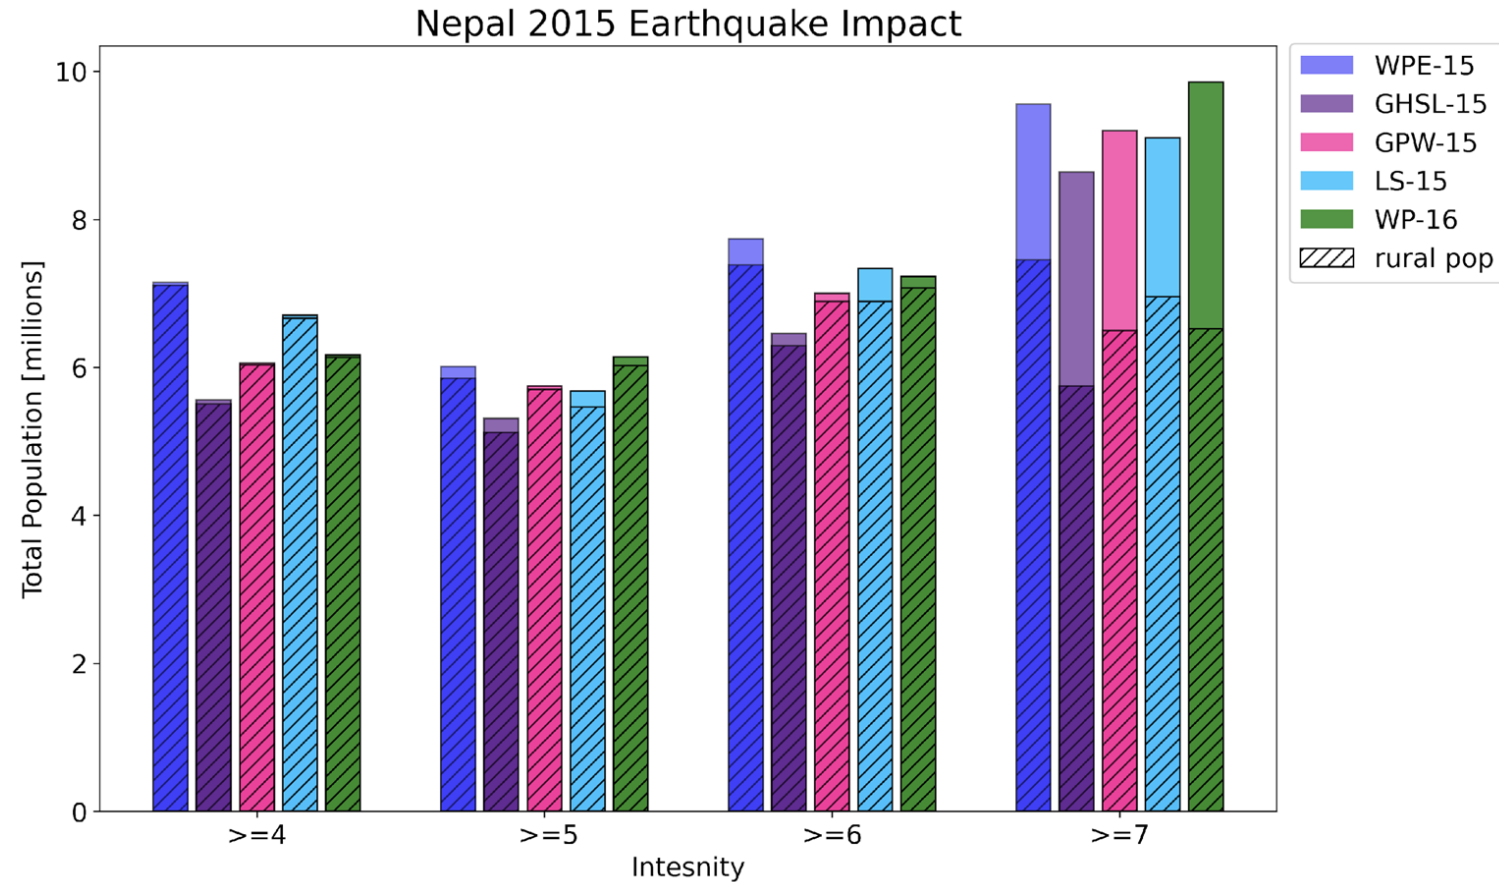 Nepal 2015 Earthquake Impact
10
8
6
4
2
0
Total Population [millions]
>=4
>=5
>=6
>=7
Intesnity
WPE-15
GHSL-15
GPW-15
LS-15
WP-16
rural pop